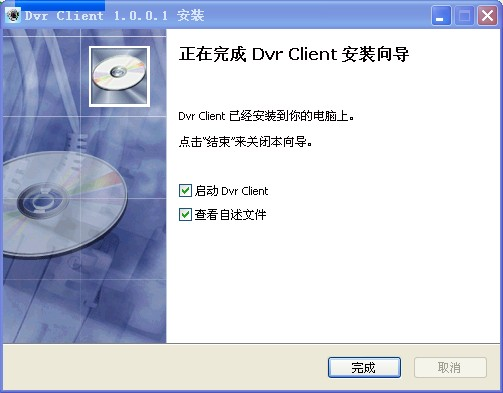 Dvr Client 1.0.0.1 安装
正在完成 Dvr Client 安装向导
Dvr Client 已经安装到你的电脑上。
点击“结束”来关闭本向导。
启动 Dvr Client
查看自述文件
完成
取消